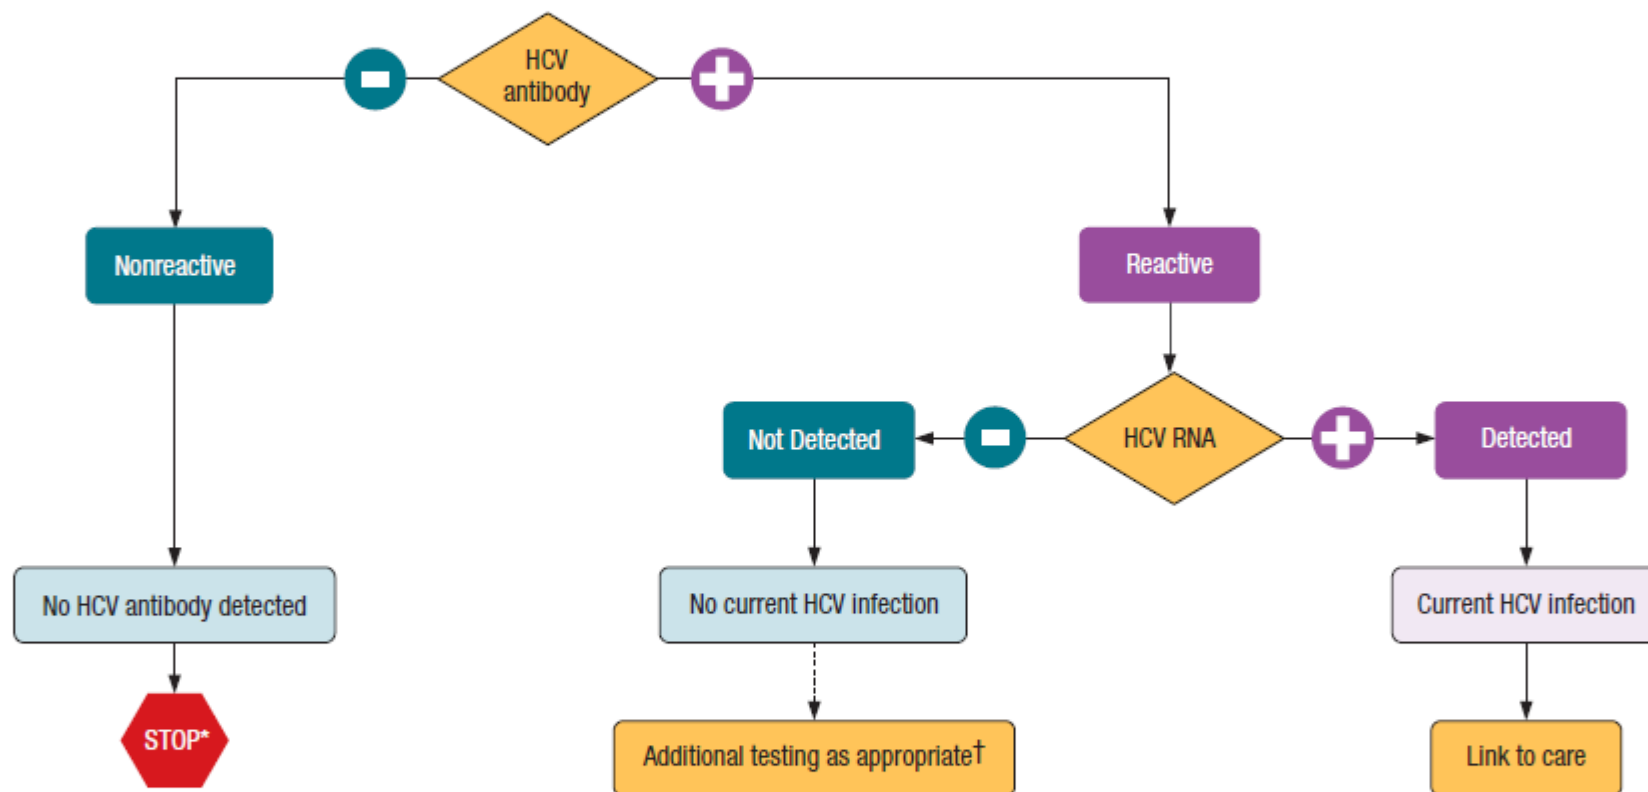 HCV
antibody
Nonreactive
Reactive
Not Detected
HCV RNA
Detected
No HCV antibody detected
No current HCV infection
Current HCV infection
STOP*
Additional testing as appropriate†
Link to care